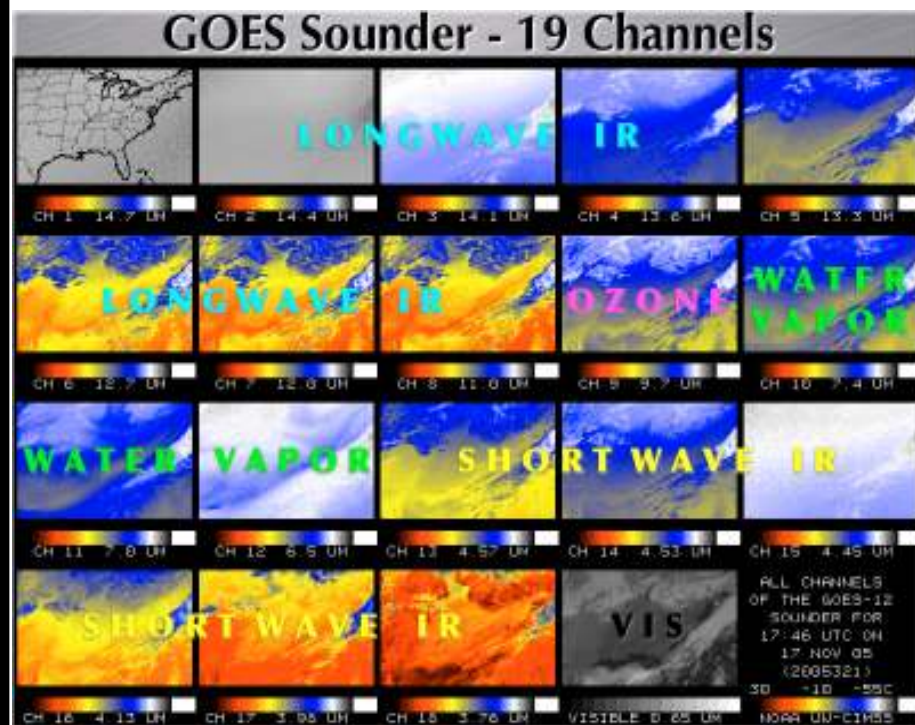 GOES Sounder - 19 Channels
LONGWAVE IR
CH 1 14.7 UM
CH 2 14.4 UM
CH 3 14.1 UM
CH 4 13.6 UM
CH 5 13.3 UM
LONGWAVE IR
OZONE
WATER
VAPOR
CH 6 12.7 UM
CH 7 12.0 UM
CH 8 11.0 UM
CH 9 9.7 UM
CH 10 7.4 UM
WATER VAPOR
SHORTWAVE IR
CH 11 7.0 UM
CH 12 6.5 UM
CH 13 4.57 UM
CH 14 4.53 UM
CH 15 4.45 UM
SHORTWAVE IR
VIS
ALL CHANNELS
OF THE GOES-12
SOUNDER FOR
17:46 UTC ON
17 NOV 05
(2005321)
30 -10 -55C
CH 16 4.13 UM
CH 17 3.98 UM
CH 18 3.76 UM
VISIBLE 0.65 UM
NOAA UW-CIMSS